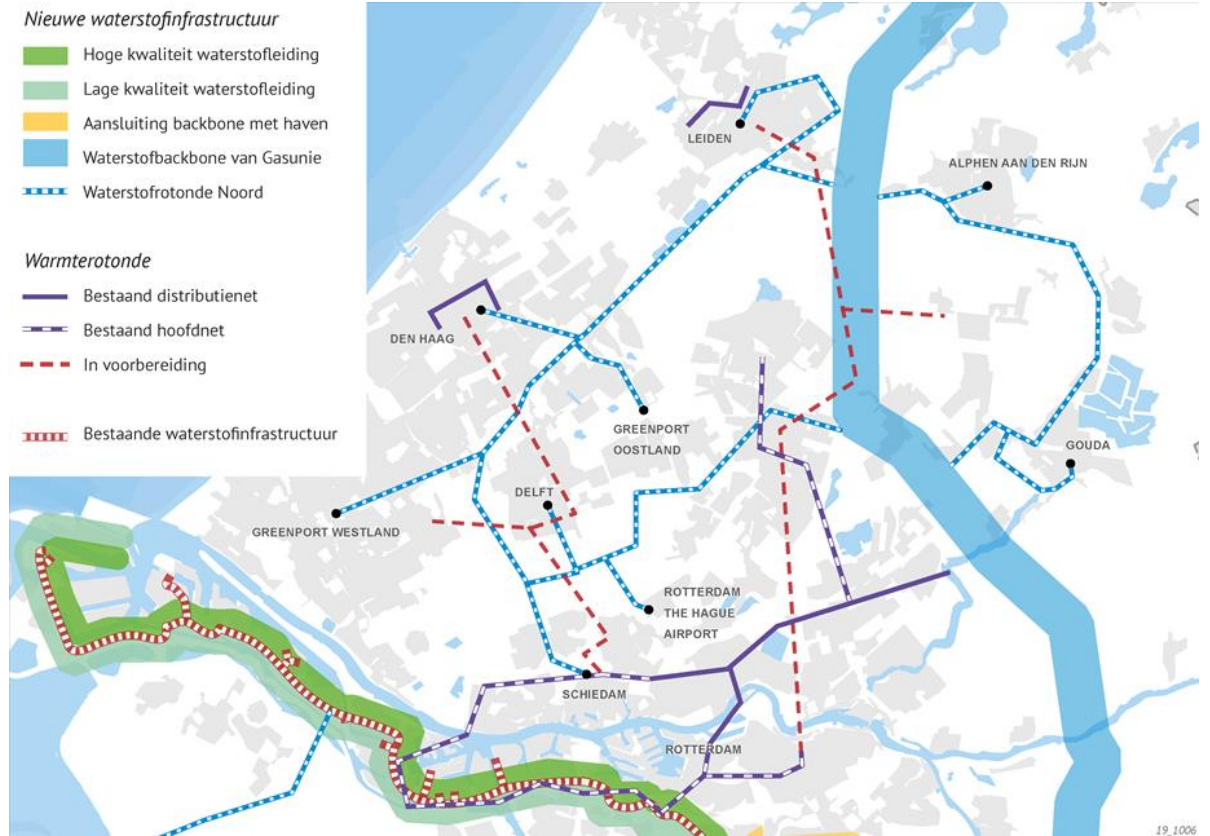 Nieuwe waterstofinfrastructuur
Hoge kwaliteit waterstofleiding
Lage kwaliteit waterstofleiding
Aansluiting backbone met haven
Waterstofbackbone van Gasunie
Waterstofrotonde Noord
Warmterotonde
Bestaand distributienet
Bestaand hoofdnet
In voorbereiding
Bestaande waterstofinfrastructuur
LEIDEN
ALPHEN AAN DEN RIJN
DEN HAAG
GREENPORT
OOSTLAND
GOUDA
DELFT
GREENPORT WESTLAND
ROTTERDAM
THE HAGUE
AIRPORT
SCHIEDAM
ROTTERDAM
19_1006